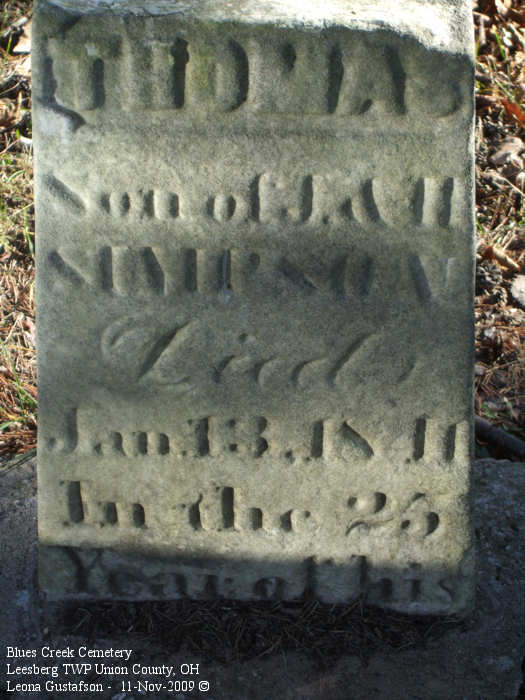 THOMAS
Son of J. & H
SIMPSON
Died
Jan. 13, 1841
In the 25
Year of his
Blues Creek Cemetery
Leesberg TWP Union County, OH
Leona Gustafson - 11-Nov-2009 ©